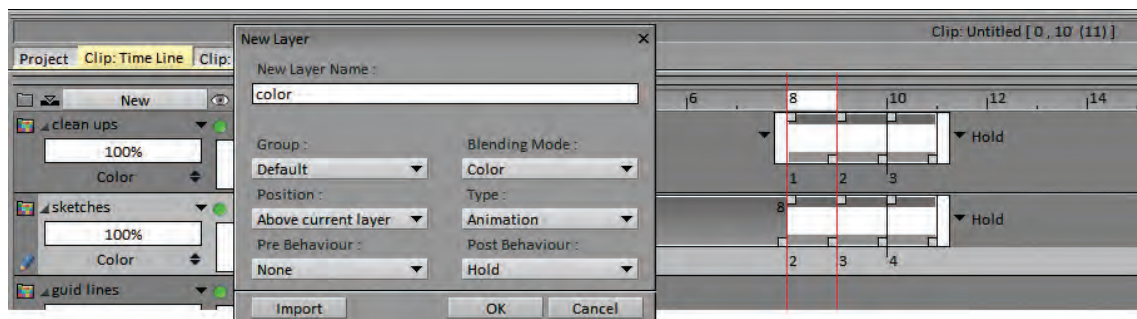 Clip: Untitled [ 0 , 10 (11) ]
Project Clip: Time Line Clip:
New
clean ups
100%
Color
sketches
100%
Color
guid lines
New Layer
New Layer Name :
color
Group :
Blending Mode :
Default
Color
Position :
Type :
Above current layer
Animation
Pre Behaviour :
Post Behaviour :
None
Hold
Import OK Cancel
6 8 10 12 14
Hold
1 2 3
8
Hold
2 3 4